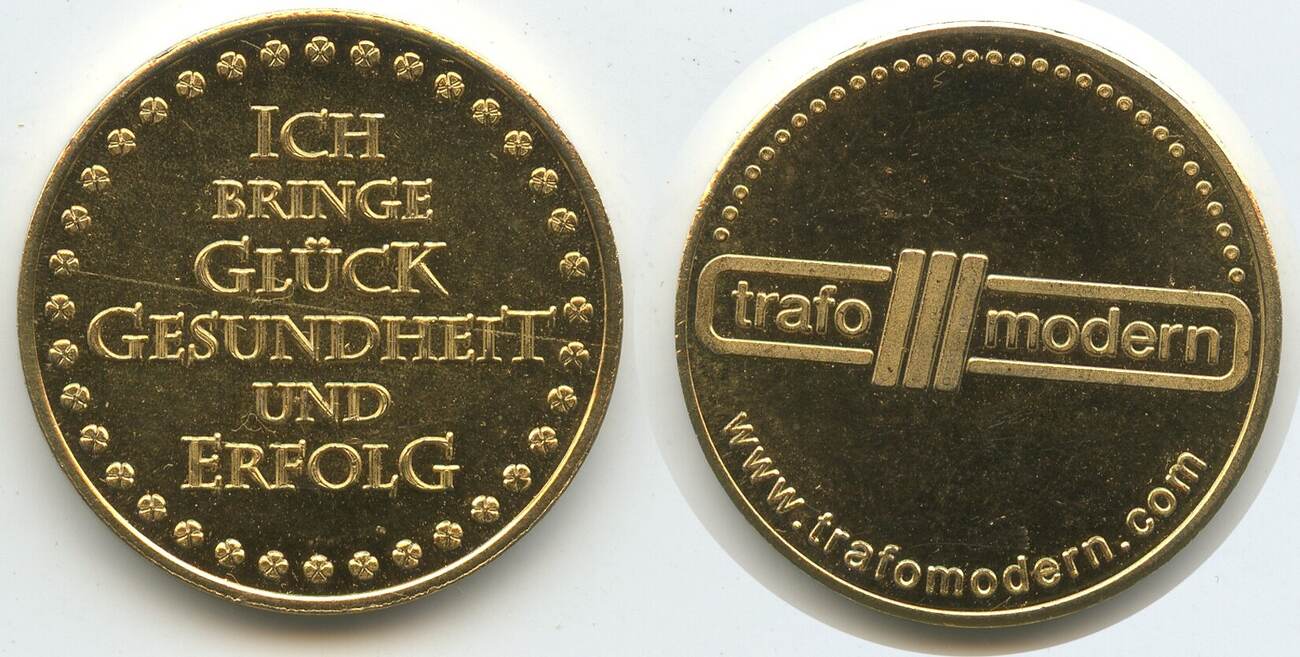 Ich
bringe
Glück
Gesundheit
und
Erfolg
trafo modern
www.trafomodern.com